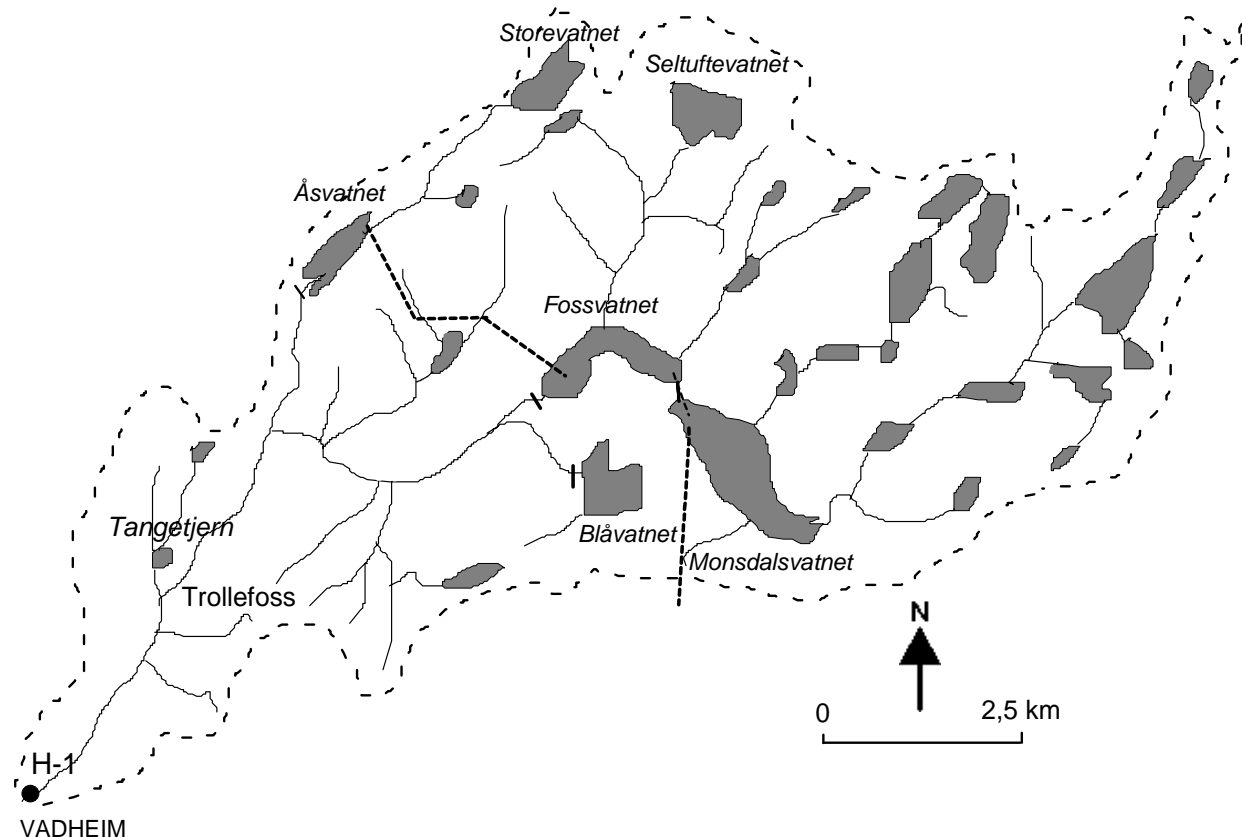 Storevatnet
Seltuftevatnet
Åsvatnet
Fossvatnet
Tangetjern
Blåvatnet
Monsdalsvatnet
Trollefoss
N
0 2,5 km
H-1
VADHEIM